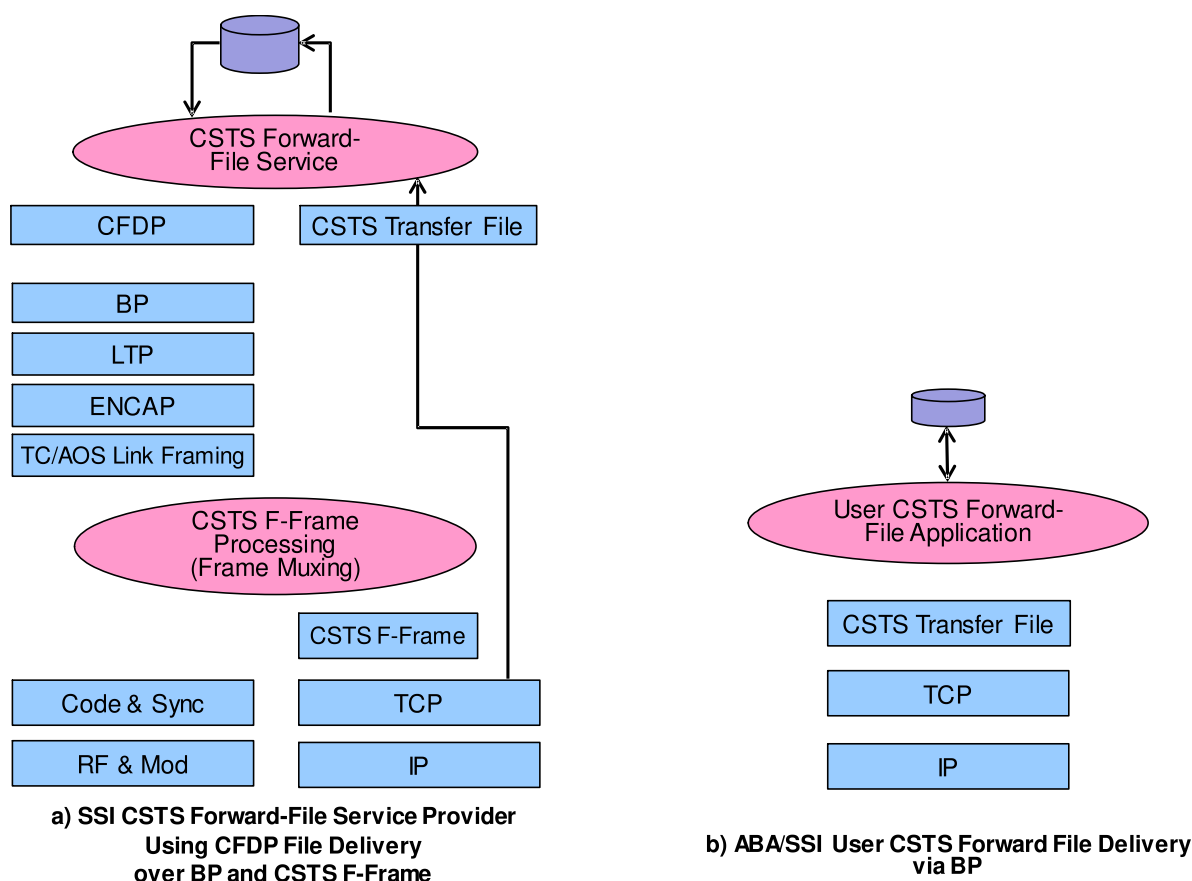 CSTS Forward-
File Service
CFDP
CSTS Transfer File
BP
LTP
ENCAP
TC/AOS Link Framing
CSTS F-Frame
Processing
(Frame Muxing)
CSTS F-Frame
Code & Sync
TCP
RF & Mod
IP
a) SSI CSTS Forward-File Service Provider
Using CFDP File Delivery
over BP and CSTS F-Frame
User CSTS Forward-
File Application
CSTS Transfer File
TCP
IP
b) ABA/SSI User CSTS Forward File Delivery
via BP